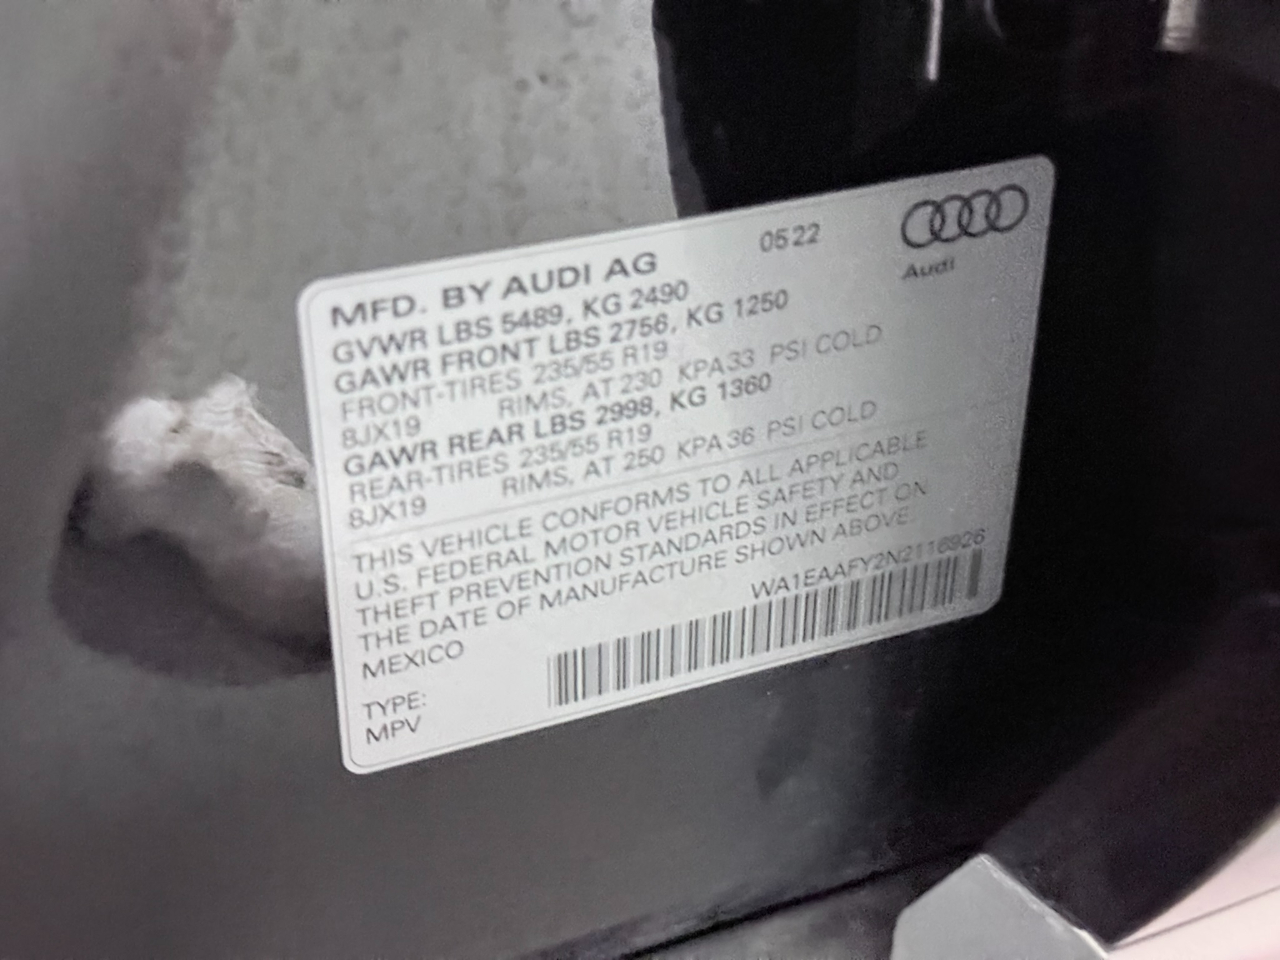 0522
Audi
MFD. BY AUDI AG
GVWR LBS 5489, KG 2490
GAWR FRONT LBS 2756, KG 1250
FRONT-TIRES 235/55 R19
8JX19 RIMS, AT 230 KPA 33 PSI COLD
GAWR REAR LBS 2998, KG 1360
REAR-TIRES 235/55 R19
8JX19 RIMS, AT 250 KPA 36 PSI COLD
THIS VEHICLE CONFORMS TO ALL APPLICABLE
U.S. FEDERAL MOTOR VEHICLE SAFETY AND
THEFT PREVENTION STANDARDS IN EFFECT ON
THE DATE OF MANUFACTURE SHOWN ABOVE.
MEXICO
TYPE:
MPV